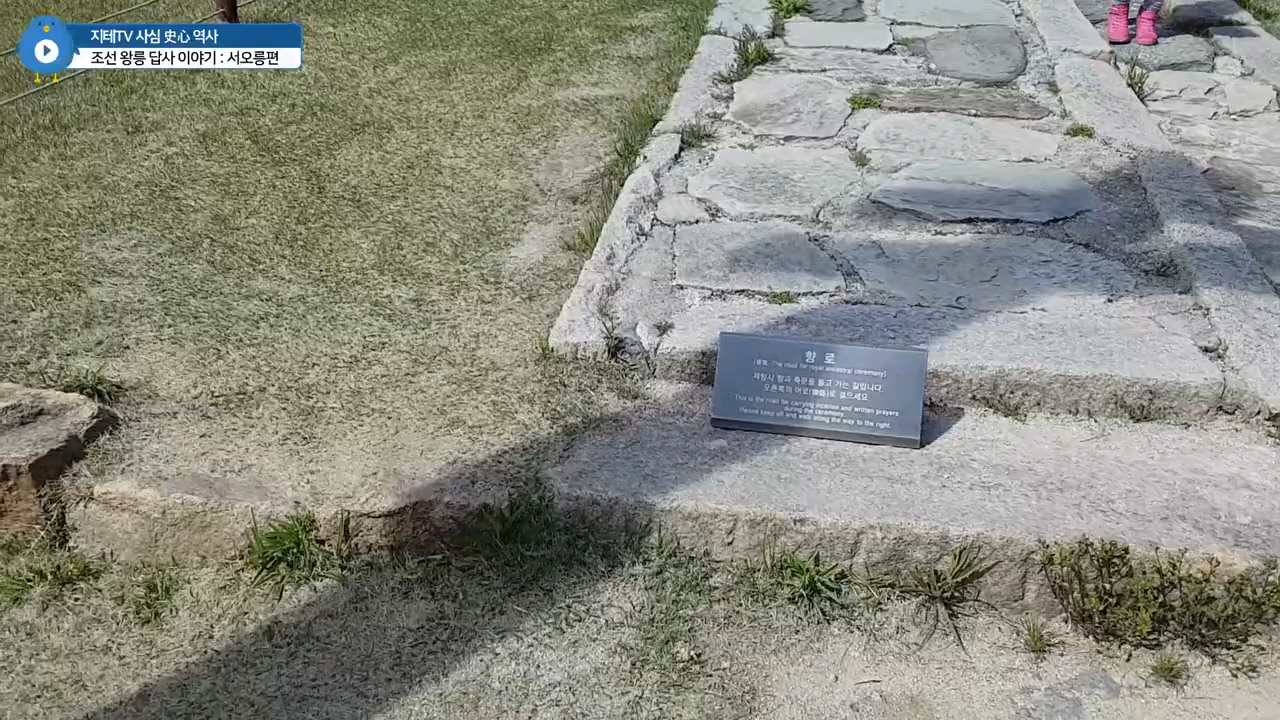 지테TV 사심 史心 역사
조선 왕릉 답사 이야기 : 서오릉편
향 로
(香路, The road for royal ancestral ceremony)
제향시 향과 축문을 들고 가는 길입니다.
오른쪽의 어로(御路)로 걸으세요.
This is the road for carrying incense and written prayers
during the ceremony.
Please keep off and walk along the way to the right.